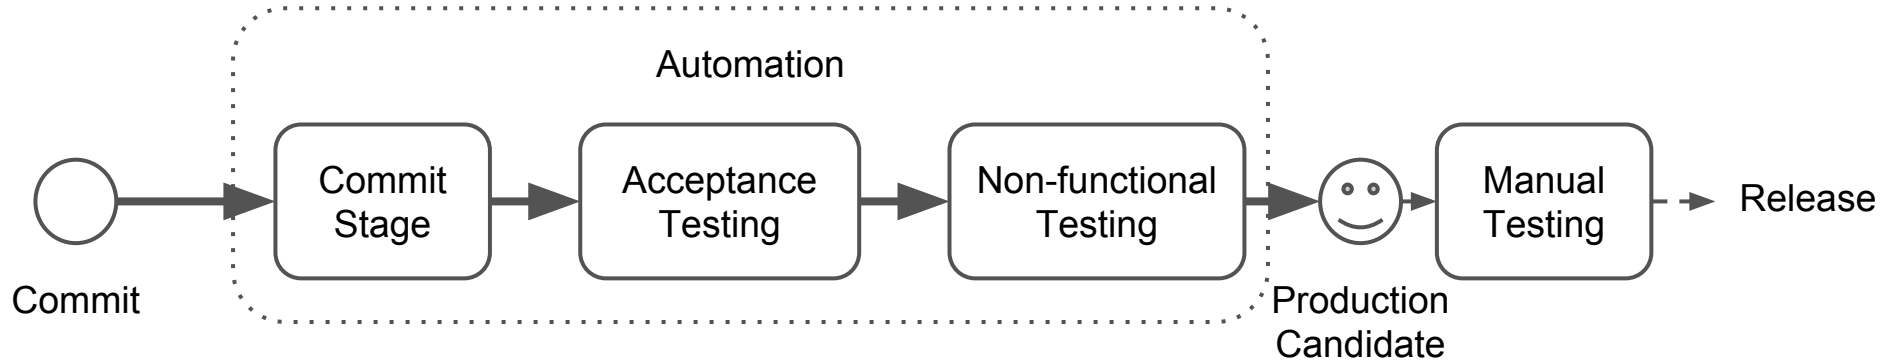 Automation
Commit
Commit
Stage
Acceptance
Testing
Non-functional
Testing
Production
Candidate
Manual
Testing
Release